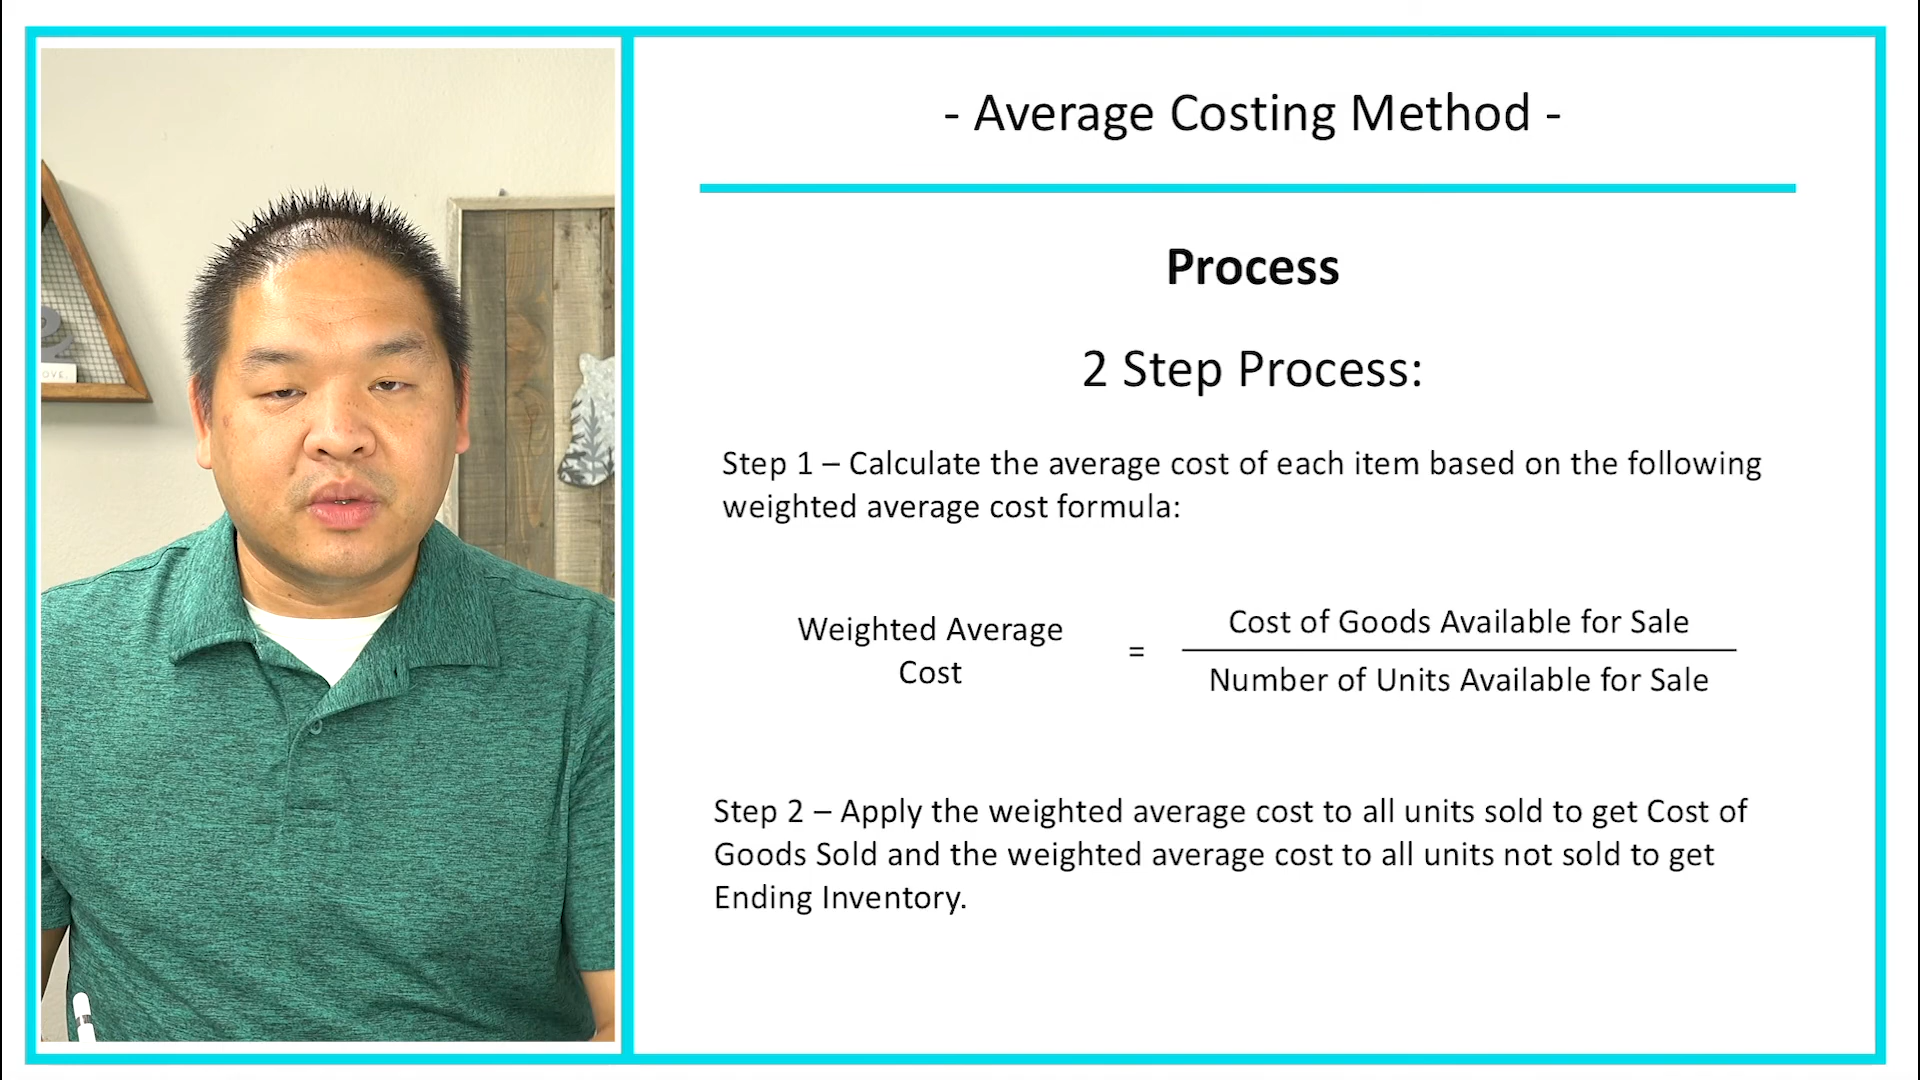 - Average Costing Method -
Process
2 Step Process:
Step 1 – Calculate the average cost of each item based on the following
weighted average cost formula:
Weighted Average
Cost
=
Cost of Goods Available for Sale
Number of Units Available for Sale
Step 2 – Apply the weighted average cost to all units sold to get Cost of
Goods Sold and the weighted average cost to all units not sold to get
Ending Inventory.